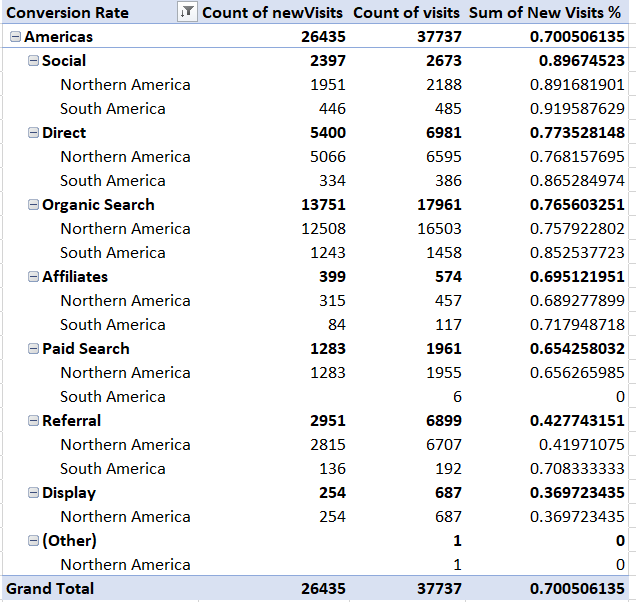 Conversion Rate Count of newVisits Count of visits Sum of New Visits %
Americas 26435 37737 0.700506135
Social 2397 2673 0.89674523
Northern America 1951 2188 0.891681901
South America 446 485 0.919587629
Direct 5400 6981 0.773528148
Northern America 5066 6595 0.768157695
South America 334 386 0.865284974
Organic Search 13751 17961 0.765603251
Northern America 12508 16503 0.757922802
South America 1243 1458 0.852537723
Affiliates 399 574 0.695121951
Northern America 315 457 0.689277899
South America 84 117 0.717948718
Paid Search 1283 1961 0.654258032
Northern America 1283 1955 0.656265985
South America 6 0
Referral 2951 6899 0.427743151
Northern America 2815 6707 0.41971075
South America 136 192 0.708333333
Display 254 687 0.369723435
Northern America 254 687 0.369723435
(Other) 1 0
Northern America 1 0
Grand Total 26435 37737 0.700506135